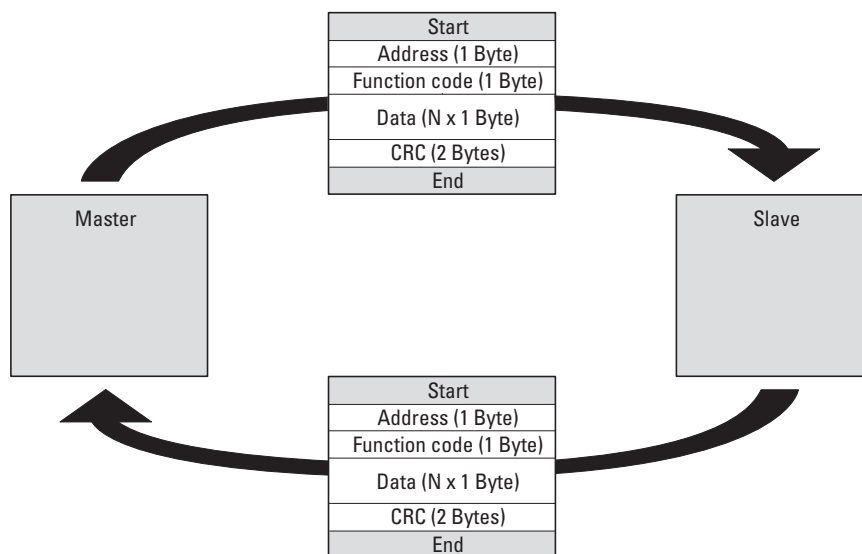 Start
Address (1 Byte)
Function code (1 Byte)
Data (N x 1 Byte)
CRC (2 Bytes)
End
Master
Slave
Start
Address (1 Byte)
Function code (1 Byte)
Data (N x 1 Byte)
CRC (2 Bytes)
End